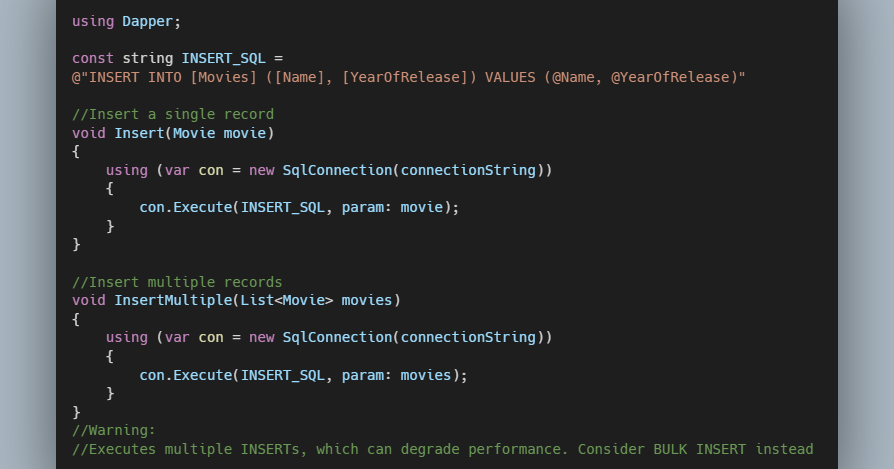 using Dapper;
const string INSERT_SQL =
@"INSERT INTO [Movies] ([Name], [YearOfRelease]) VALUES (@Name, @YearOfRelease)"
//Insert a single record
void Insert(Movie movie)
{
using (var con = new SqlConnection(connectionString))
{
con.Execute(INSERT_SQL, param: movie);
}
}
//Insert multiple records
void InsertMultiple(List<Movie> movies)
{
using (var con = new SqlConnection(connectionString))
{
con.Execute(INSERT_SQL, param: movies);
}
}
//Warning:
//Executes multiple INSERTs, which can degrade performance. Consider BULK INSERT instead